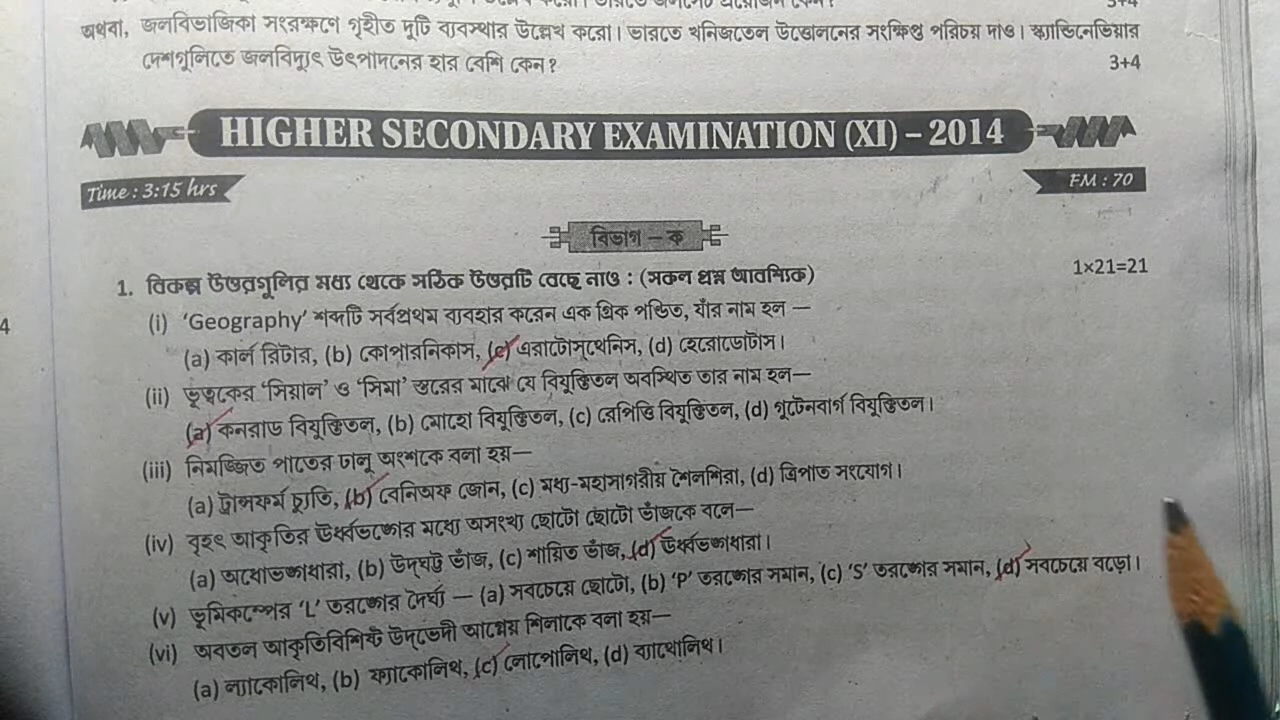 3+4
অথবা, জলবিভাজিকা সংরক্ষণে গৃহীত দুটি ব্যবস্থার উল্লেখ করো। ভারতে খনিজতেল উত্তোলনের সংক্ষিপ্ত পরিচয় দাও। স্ক্যান্ডিনেভিয়ার
দেশগুলিতে জলবিদ্যুৎ উৎপাদনের হার বেশি কেন? 3+4
HIGHER SECONDARY EXAMINATION (XI) – 2014
Time : 3:15 hrs FM : 70
বিভাগ – ক
1. বিকল্প উত্তরগুলির মধ্য থেকে সঠিক উত্তরটি বেছে নাও : (সকল প্রশ্ন আবশ্যিক) 1×21=21
(i) ‘Geography’ শব্দটি সর্বপ্রথম ব্যবহার করেন এক গ্রিক পণ্ডিত, যাঁর নাম হল —
4
(a) কার্ল রিটার, (b) কোপারনিকাস, (c) এরাটোস্‌থেনিস, (d) হেরোডোটাস।
(ii) ভূত্বকের ‘সিয়াল’ ও ‘সিমা’ স্তরের মাঝে যে বিযুক্তিতল অবস্থিত তার নাম হল—
(a) কনরাড বিযুক্তিতল, (b) মোহো বিযুক্তিতল, (c) রেপিত্তি বিযুক্তিতল, (d) গুটেনবার্গ বিযুক্তিতল।
(iii) নিমজ্জিত পাতের ঢালু অংশকে বলা হয়—
(a) ট্রান্সফর্ম চ্যুতি, (b) বেনিঅফ জোন, (c) মধ্য-মহাসাগরীয় শৈলশিরা, (d) ত্রিপাত সংযোগ।
(iv) বৃহৎ আকৃতির ঊর্ধ্বভঙ্গের মধ্যে অসংখ্য ছোটো ছোটো ভাঁজকে বলে—
(a) অধোভঙ্গধারা, (b) উদ্‌ঘট্ট ভাঁজ, (c) শায়িত ভাঁজ, (d) ঊর্ধ্বভঙ্গধারা।
(v) ভূমিকম্পের ‘L’ তরঙ্গের দৈর্ঘ্য — (a) সবচেয়ে ছোটো, (b) ‘P’ তরঙ্গের সমান, (c) ‘S’ তরঙ্গের সমান, (d) সবচেয়ে বড়ো।
(vi) অবতল আকৃতিবিশিষ্ট উদ্‌ভেদী আগ্নেয় শিলাকে বলা হয়—
(a) ল্যাকোলিথ, (b) ফ্যাকোলিথ, (c) লোপোলিথ, (d) ব্যাথোলিথ।